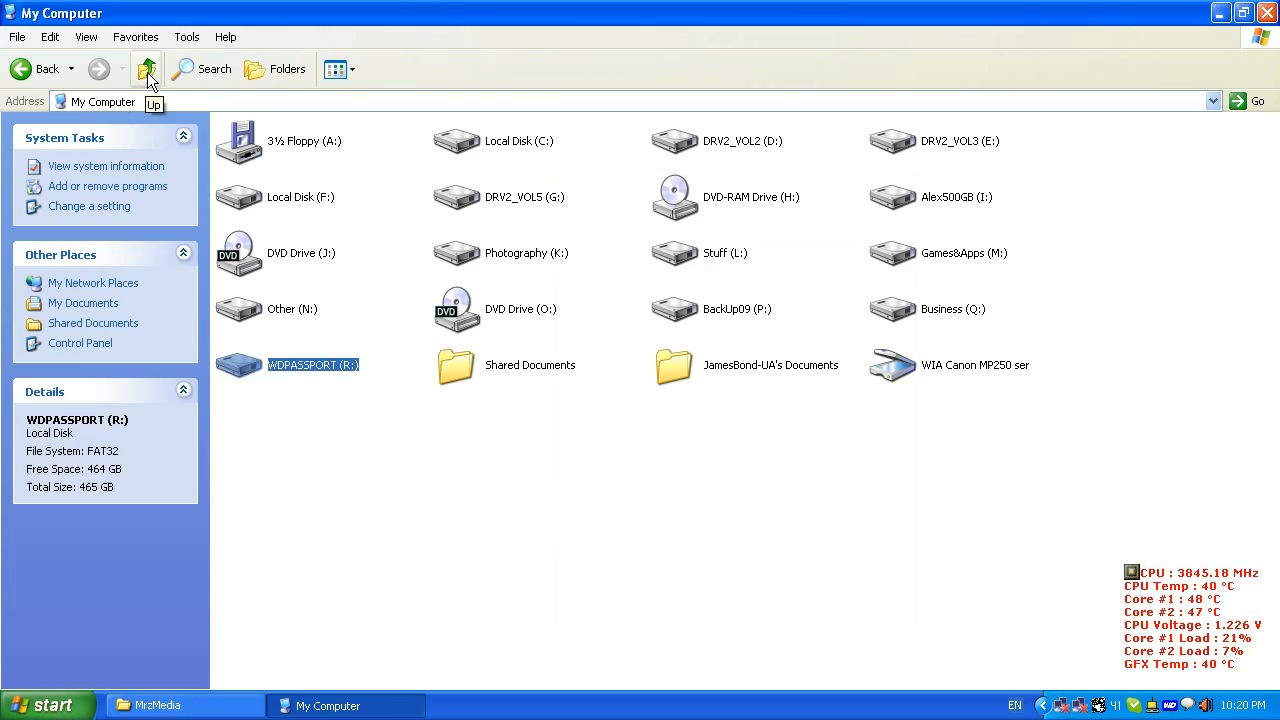 My Computer
File Edit View Favorites Tools Help
Back Search Folders
Address My Computer Go
Up
System Tasks
View system information
Add or remove programs
Change a setting
Other Places
My Network Places
My Documents
Shared Documents
Control Panel
Details
WDPASSPORT (R:)
Local Disk
File System: FAT32
Free Space: 464 GB
Total Size: 465 GB
3½ Floppy (A:) Local Disk (C:) DRV2_VOL2 (D:) DRV2_VOL3 (E:)
Local Disk (F:) DRV2_VOL5 (G:) DVD-RAM Drive (H:) Alex500GB (I:)
DVD DVD Drive (J:) Photography (K:) Stuff (L:) Games&Apps (M:)
Other (N:) DVD DVD Drive (O:) BackUp09 (P:) Business (Q:)
WDPASSPORT (R:) Shared Documents JamesBond-UA's Documents WIA Canon MP250 ser
CPU : 3845.18 MHz
CPU Temp : 40 °C
Core #1 : 48 °C
Core #2 : 47 °C
CPU Voltage : 1.226 V
Core #1 Load : 21%
Core #2 Load : 7%
GFX Temp : 40 °C
start MrzMedia My Computer EN 41 WD 10:20 PM